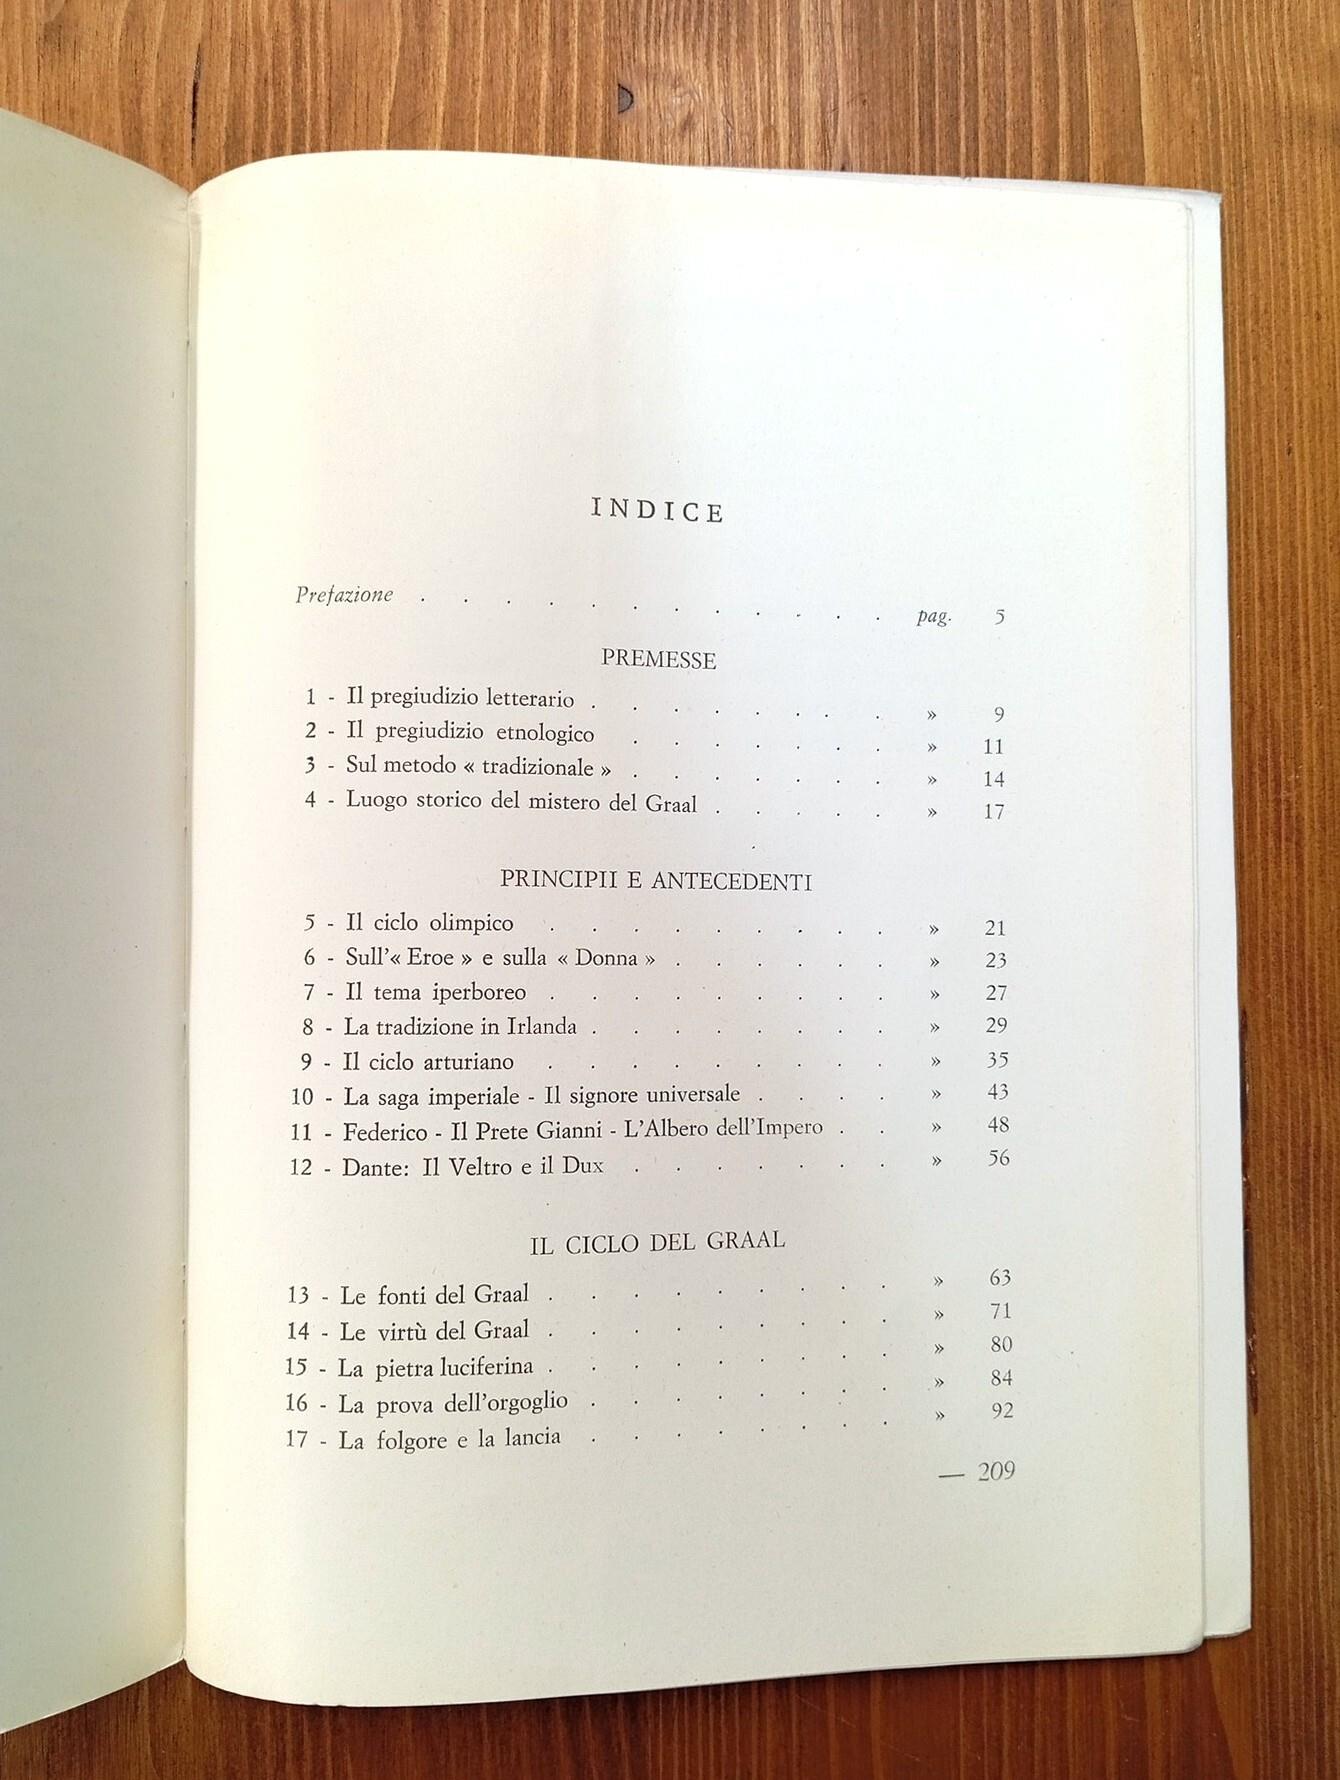 INDICE
Prefazione . . . . . . . . . . . . pag. 5
PREMESSE
1 - Il pregiudizio letterario . . . . . . . . » 9
2 - Il pregiudizio etnologico . . . . . . . » 11
3 - Sul metodo « tradizionale » . . . . . . . » 14
4 - Luogo storico del mistero del Graal . . . . . » 17
PRINCIPII E ANTECEDENTI
5 - Il ciclo olimpico . . . . . . . . . » 21
6 - Sull'« Eroe » e sulla « Donna » . . . . . . » 23
7 - Il tema iperboreo . . . . . . . . . » 27
8 - La tradizione in Irlanda . . . . . . . . » 29
9 - Il ciclo arturiano . . . . . . . . . » 35
10 - La saga imperiale - Il signore universale . . . . » 43
11 - Federico - Il Prete Gianni - L'Albero dell'Impero . . » 48
12 - Dante: Il Veltro e il Dux . . . . . . . » 56
IL CICLO DEL GRAAL
13 - Le fonti del Graal . . . . . . . . . » 63
14 - Le virtù del Graal . . . . . . . . . » 71
15 - La pietra luciferina . . . . . . . . . » 80
16 - La prova dell'orgoglio . . . . . . . . » 84
17 - La folgore e la lancia . . . . . . . . » 92
— 209